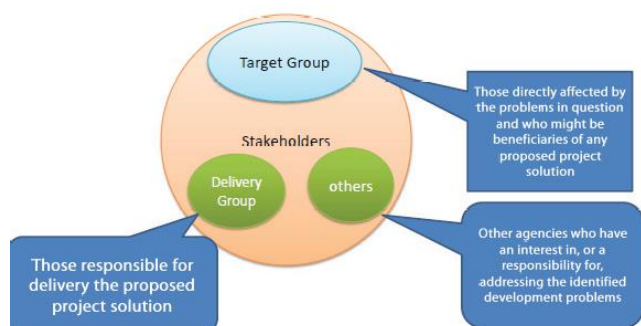 Target Group
Those directly affected
by the problems in question
and who might be
beneficiaries of any
proposed project
solution
Stakeholders
Delivery
Group
others
Those responsible for
delivery the proposed
project solution
Other agencies who have
an interest in, or a
responsibility for,
addressing the identified
development problems